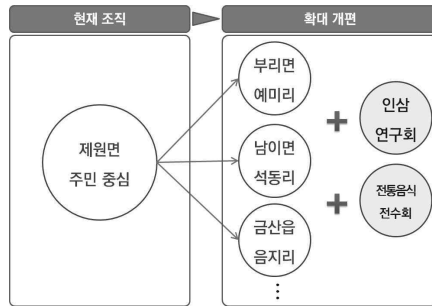 현재 조직
확대 개편
제원면
주민 중심
부리면
예미리
남이면
석동리
금산읍
음지리
⋮
+
인삼
연구회
+
전통음식
전수회